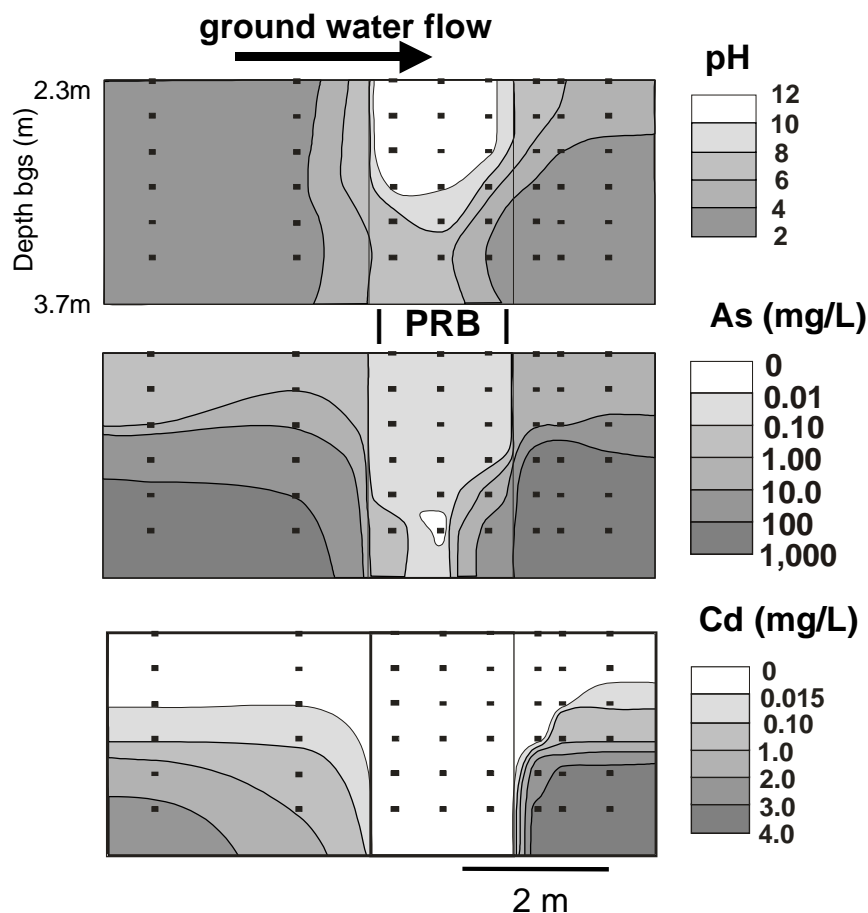 ground water flow
pH
2.3m
Depth bgs (m)
3.7m
12
10
8
6
4
2
| PRB |
As (mg/L)
0
0.01
0.10
1.00
10.0
100
1,000
Cd (mg/L)
0
0.015
0.10
1.0
2.0
3.0
4.0
2 m